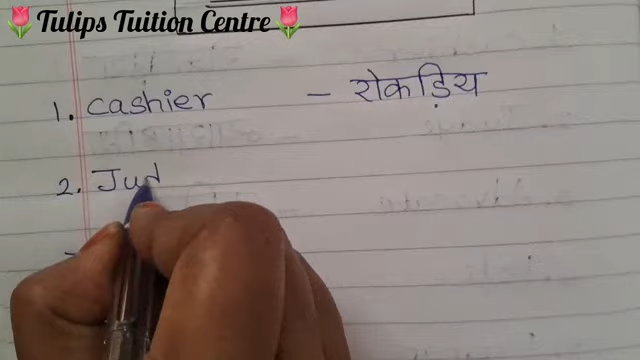 🌷Tulips Tuition Centre🌷
1. Cashier – रोकड़िय
2. Jud